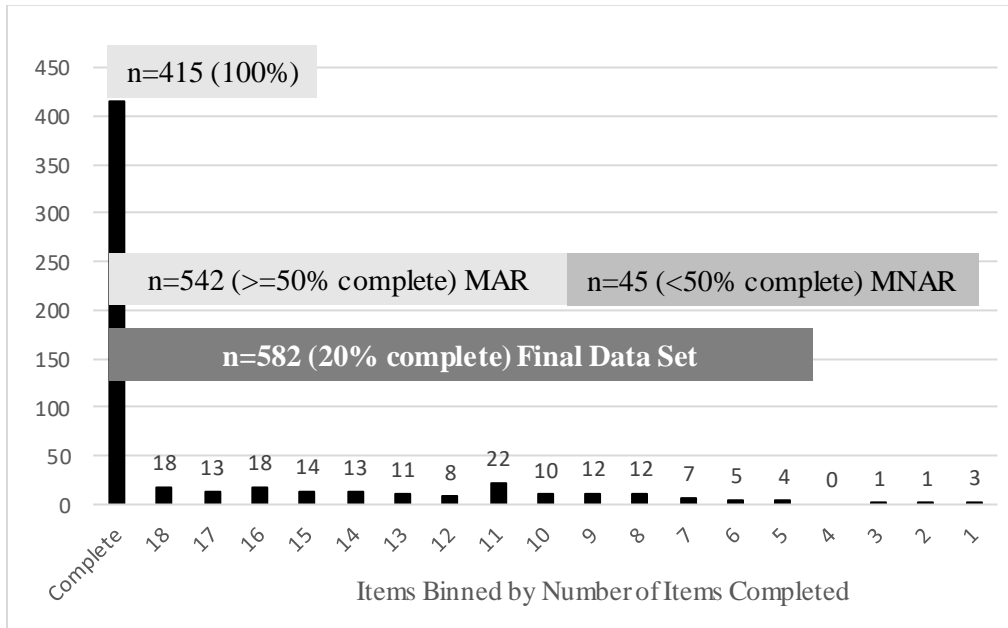 450
400
350
300
250
200
150
100
50
0
n=415 (100%)
n=542 (>=50% complete) MAR
n=45 (<50% complete) MNAR
n=582 (20% complete) Final Data Set
18 13 18 14 13 11 8 22 10 12 12 7 5 4 0 1 1 3
Complete 18 17 16 15 14 13 12 11 10 9 8 7 6 5 4 3 2 1
Items Binned by Number of Items Completed